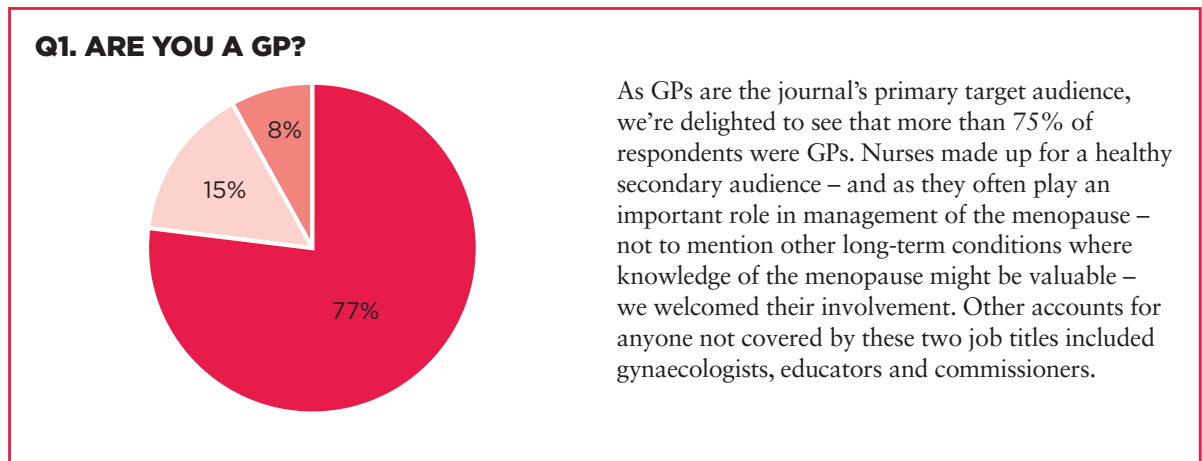 Q1. ARE YOU A GP?
8%
15%
77%
As GPs are the journal’s primary target audience,
we’re delighted to see that more than 75% of
respondents were GPs. Nurses made up for a healthy
secondary audience – and as they often play an
important role in management of the menopause –
not to mention other long-term conditions where
knowledge of the menopause might be valuable –
we welcomed their involvement. Other accounts for
anyone not covered by these two job titles included
gynaecologists, educators and commissioners.